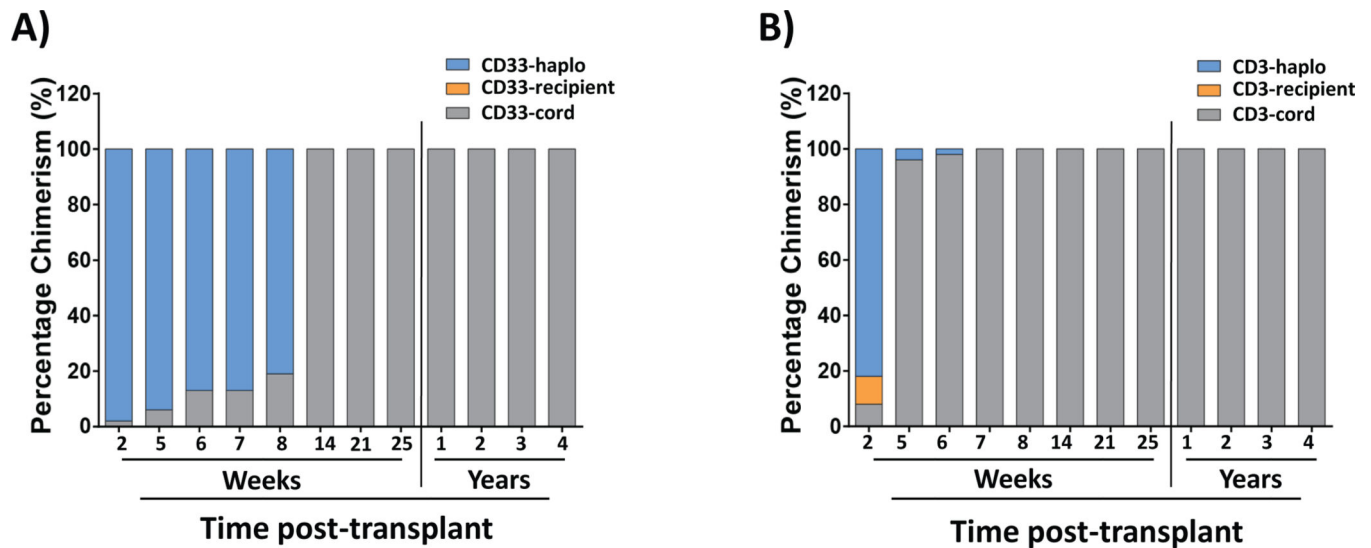 A)
CD33-haplo
CD33-recipient
CD33-cord
Percentage Chimerism (%)
120
100
80
60
40
20
0
2 5 6 7 8 14 21 25 1 2 3 4
Weeks Years
Time post-transplant
B)
CD3-haplo
CD3-recipient
CD3-cord
Percentage Chimerism (%)
120
100
80
60
40
20
0
2 5 6 7 8 14 21 25 1 2 3 4
Weeks Years
Time post-transplant